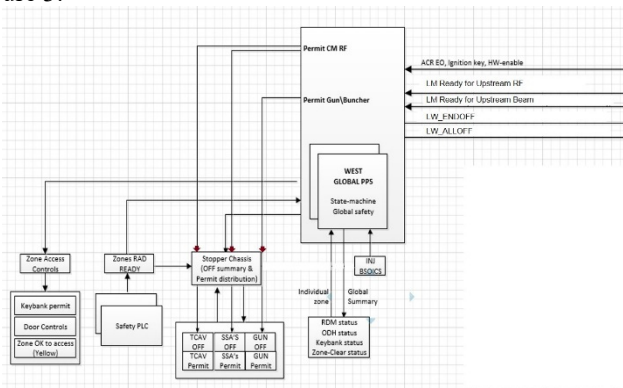 Permit CM RF
ACR EO, Ignition key, HW-enable
LM Ready for Upstream RF
Permit Gun\Buncher
LM Ready for Upstream Beam
LW_ENDOFF
LW_ALLOFF
WEST
GLOBAL PPS
State-machine
Global safety
Zone Access
Controls
Zones RAD
READY
Stopper Chassis
(OFF summary &
Permit distribution)
INJ
BSOICS
Individual
zone
Global
Summary
Keybank permit
Door Controls
Zone OK to access
(Yellow)
Safety PLC
TCAV
OFF
SSA'S
OFF
GUN
OFF
TCAV
Permit
SSA's
Permit
GUN
Permit
RDM status
ODH status
Keybank status
Zone-Clear status